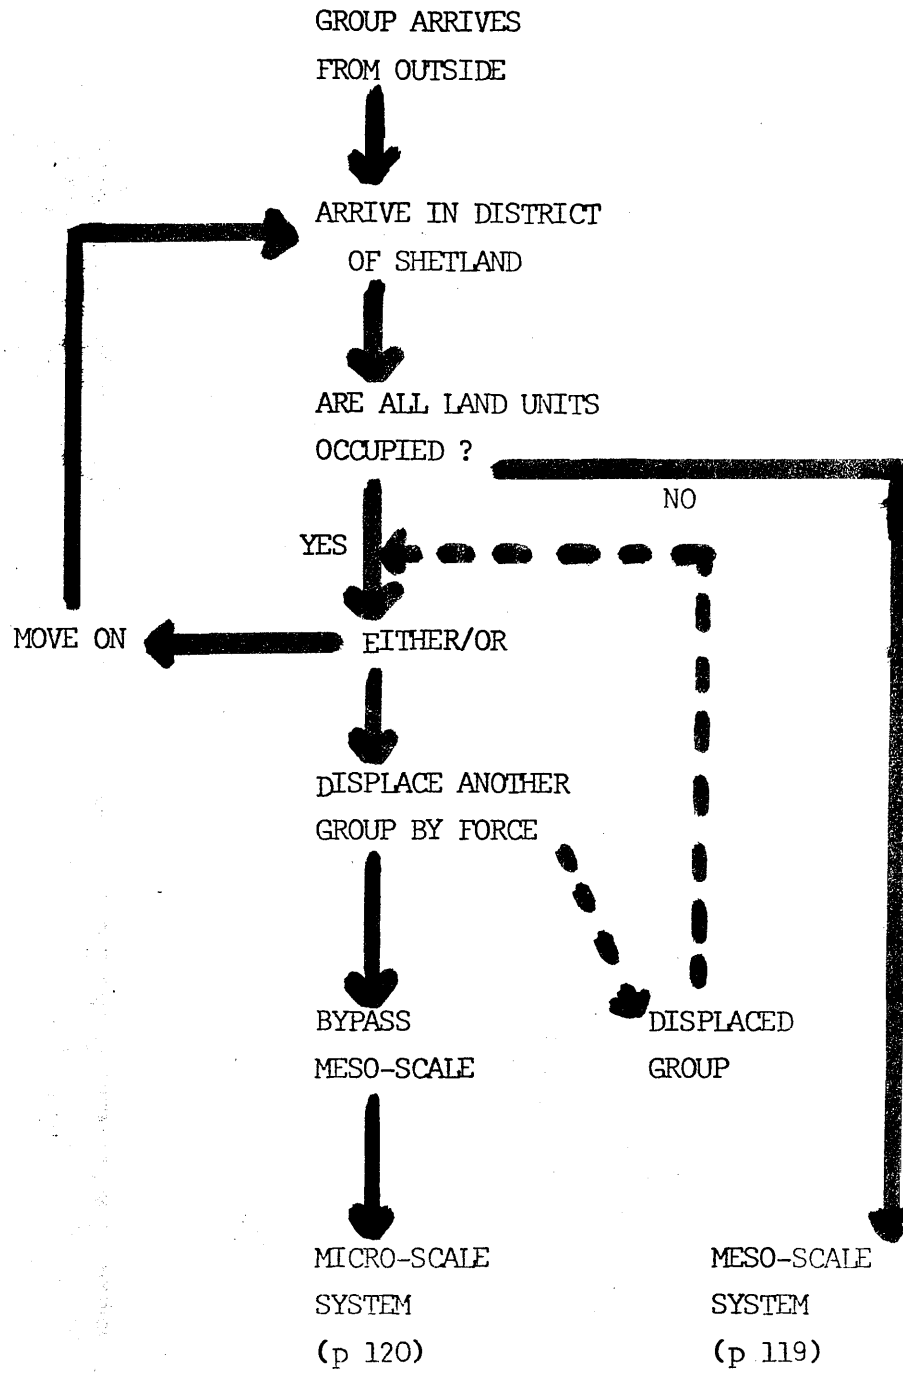 GROUP ARRIVES
FROM OUTSIDE
ARRIVE IN DISTRICT
OF SHETLAND
ARE ALL LAND UNITS
OCCUPIED ?
NO
YES
MOVE ON
EITHER/OR
DISPLACE ANOTHER
GROUP BY FORCE
BYPASS
MESO-SCALE
DISPLACED
GROUP
MICRO-SCALE
SYSTEM
(p 120)
MESO-SCALE
SYSTEM
(p 119)